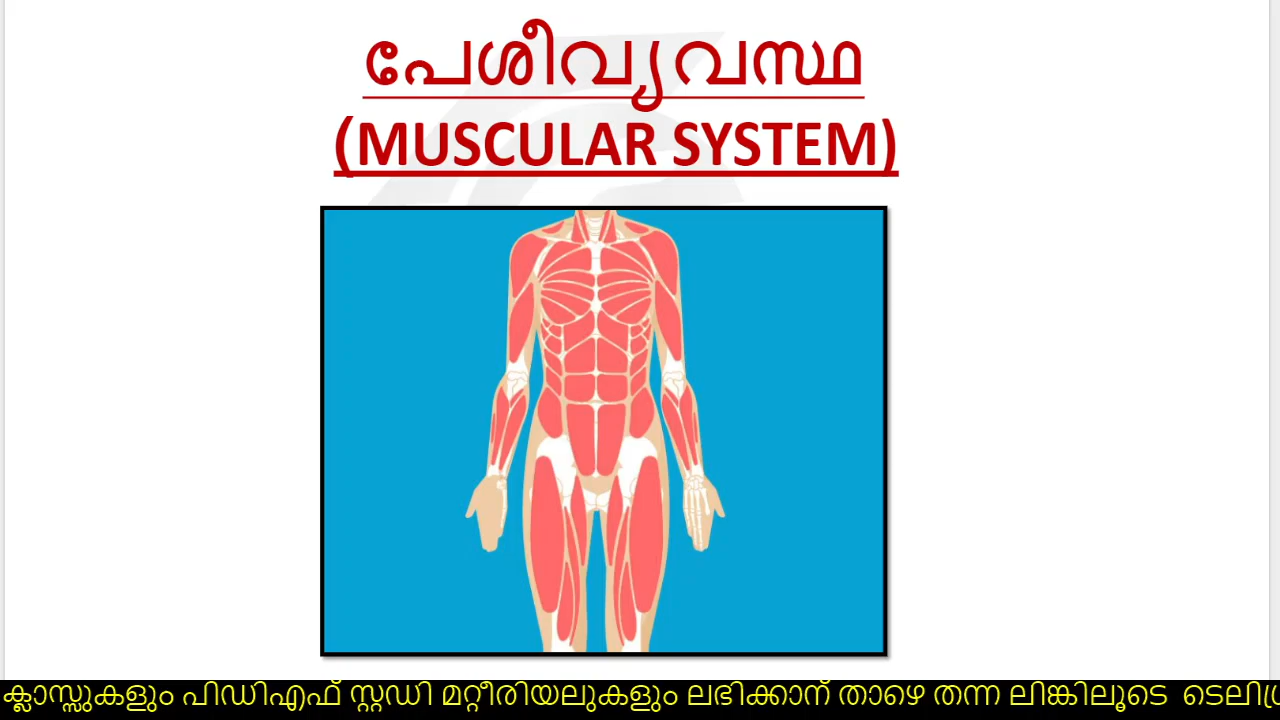 പേശീവ്യവസ്ഥ
(MUSCULAR SYSTEM)
ക്ലാസ്സുകളും പിഡിഎഫ് സ്റ്റഡി മറ്റീരിയലുകളും ലഭിക്കാന് താഴെ തന്ന ലിങ്കിലൂടെ